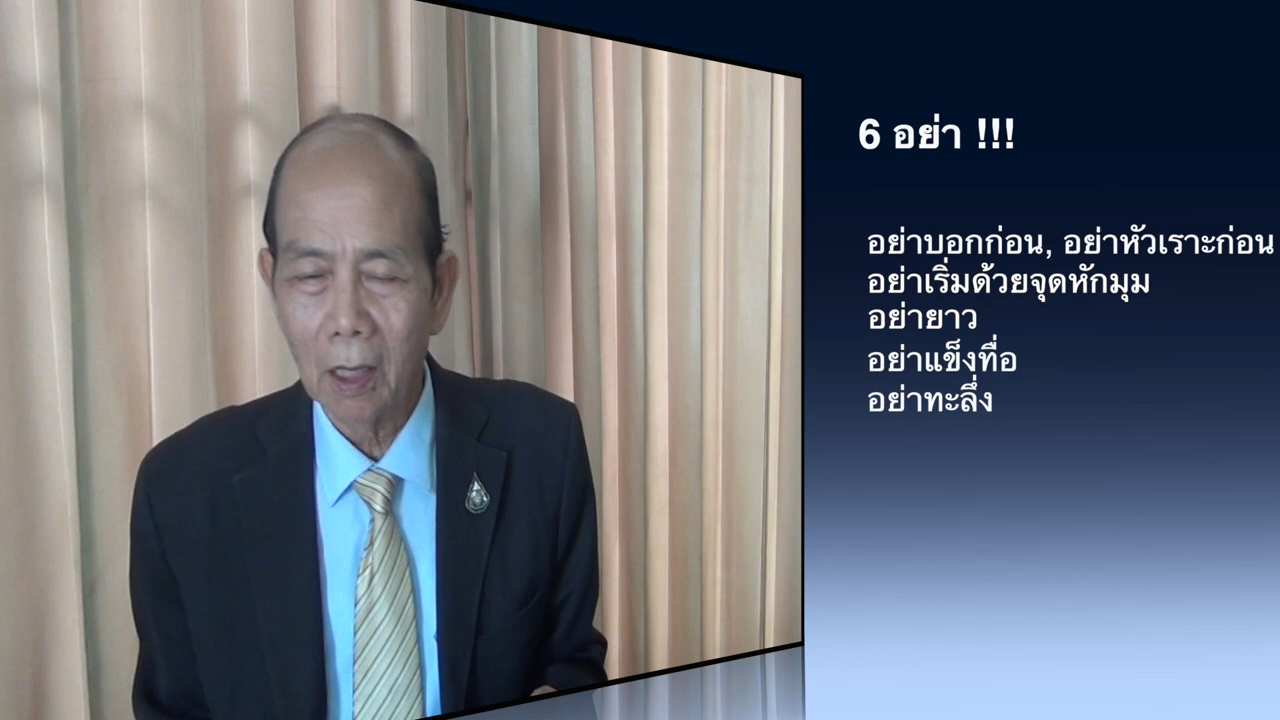 6 อย่า !!!
อย่าบอกก่อน, อย่าหัวเราะก่อน
อย่าเริ่มด้วยจุดหักมุม
อย่ายาว
อย่าแข็งทื่อ
อย่าทะลึ่ง